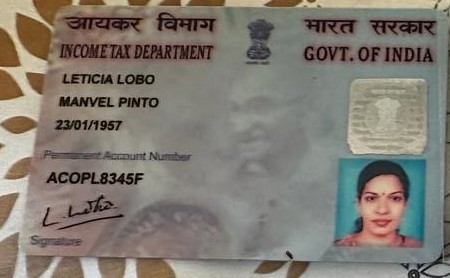 आयकर विभाग भारत सरकार
INCOME TAX DEPARTMENT GOVT. OF INDIA
LETICIA LOBO
MANVEL PINTO
23/01/1957
Permanent Account Number
ACOPL8345F
Signature